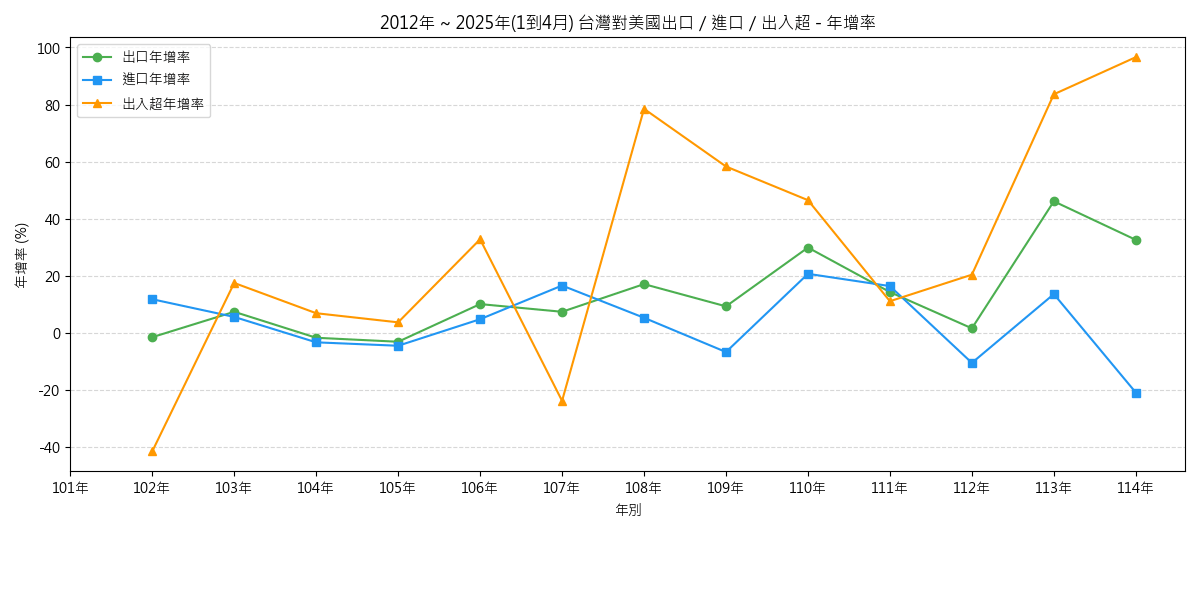 2012年 ~ 2025年(1到4月) 台灣對美國出口 / 進口 / 出入超 - 年增率
100
80
60
40
20
0
-20
-40
年增率 (%)
出口年增率
進口年增率
出入超年增率
101年 102年 103年 104年 105年 106年 107年 108年 109年 110年 111年 112年 113年 114年
年別